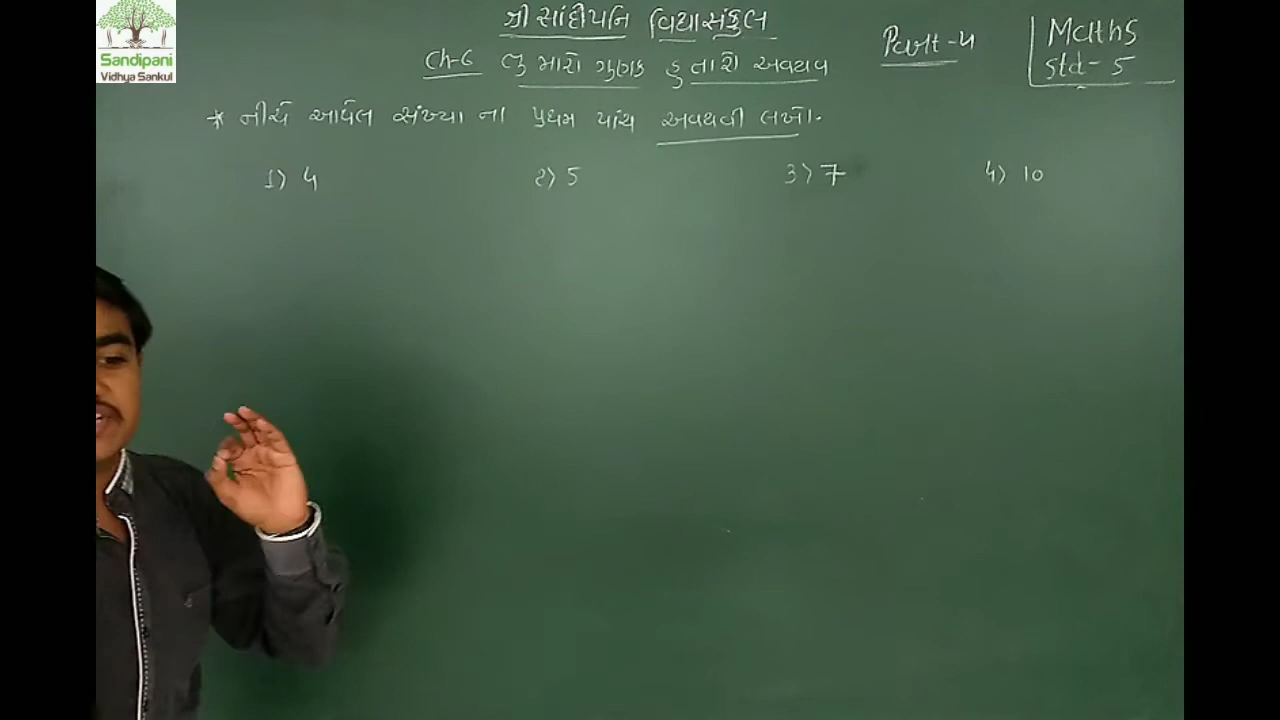 Sandipani
Vidhya Sankul
શ્રી સાંદીપનિ વિદ્યાસંકુલ
Ch-6 તુ મારો ગુણક હુ તારો અવયવ
Part-4
Maths
Std-5
* નીચે આપેલ સંખ્યા ના પ્રથમ પાંચ અવયવી લખો.
1) 4 2) 5 3) 7 4) 10